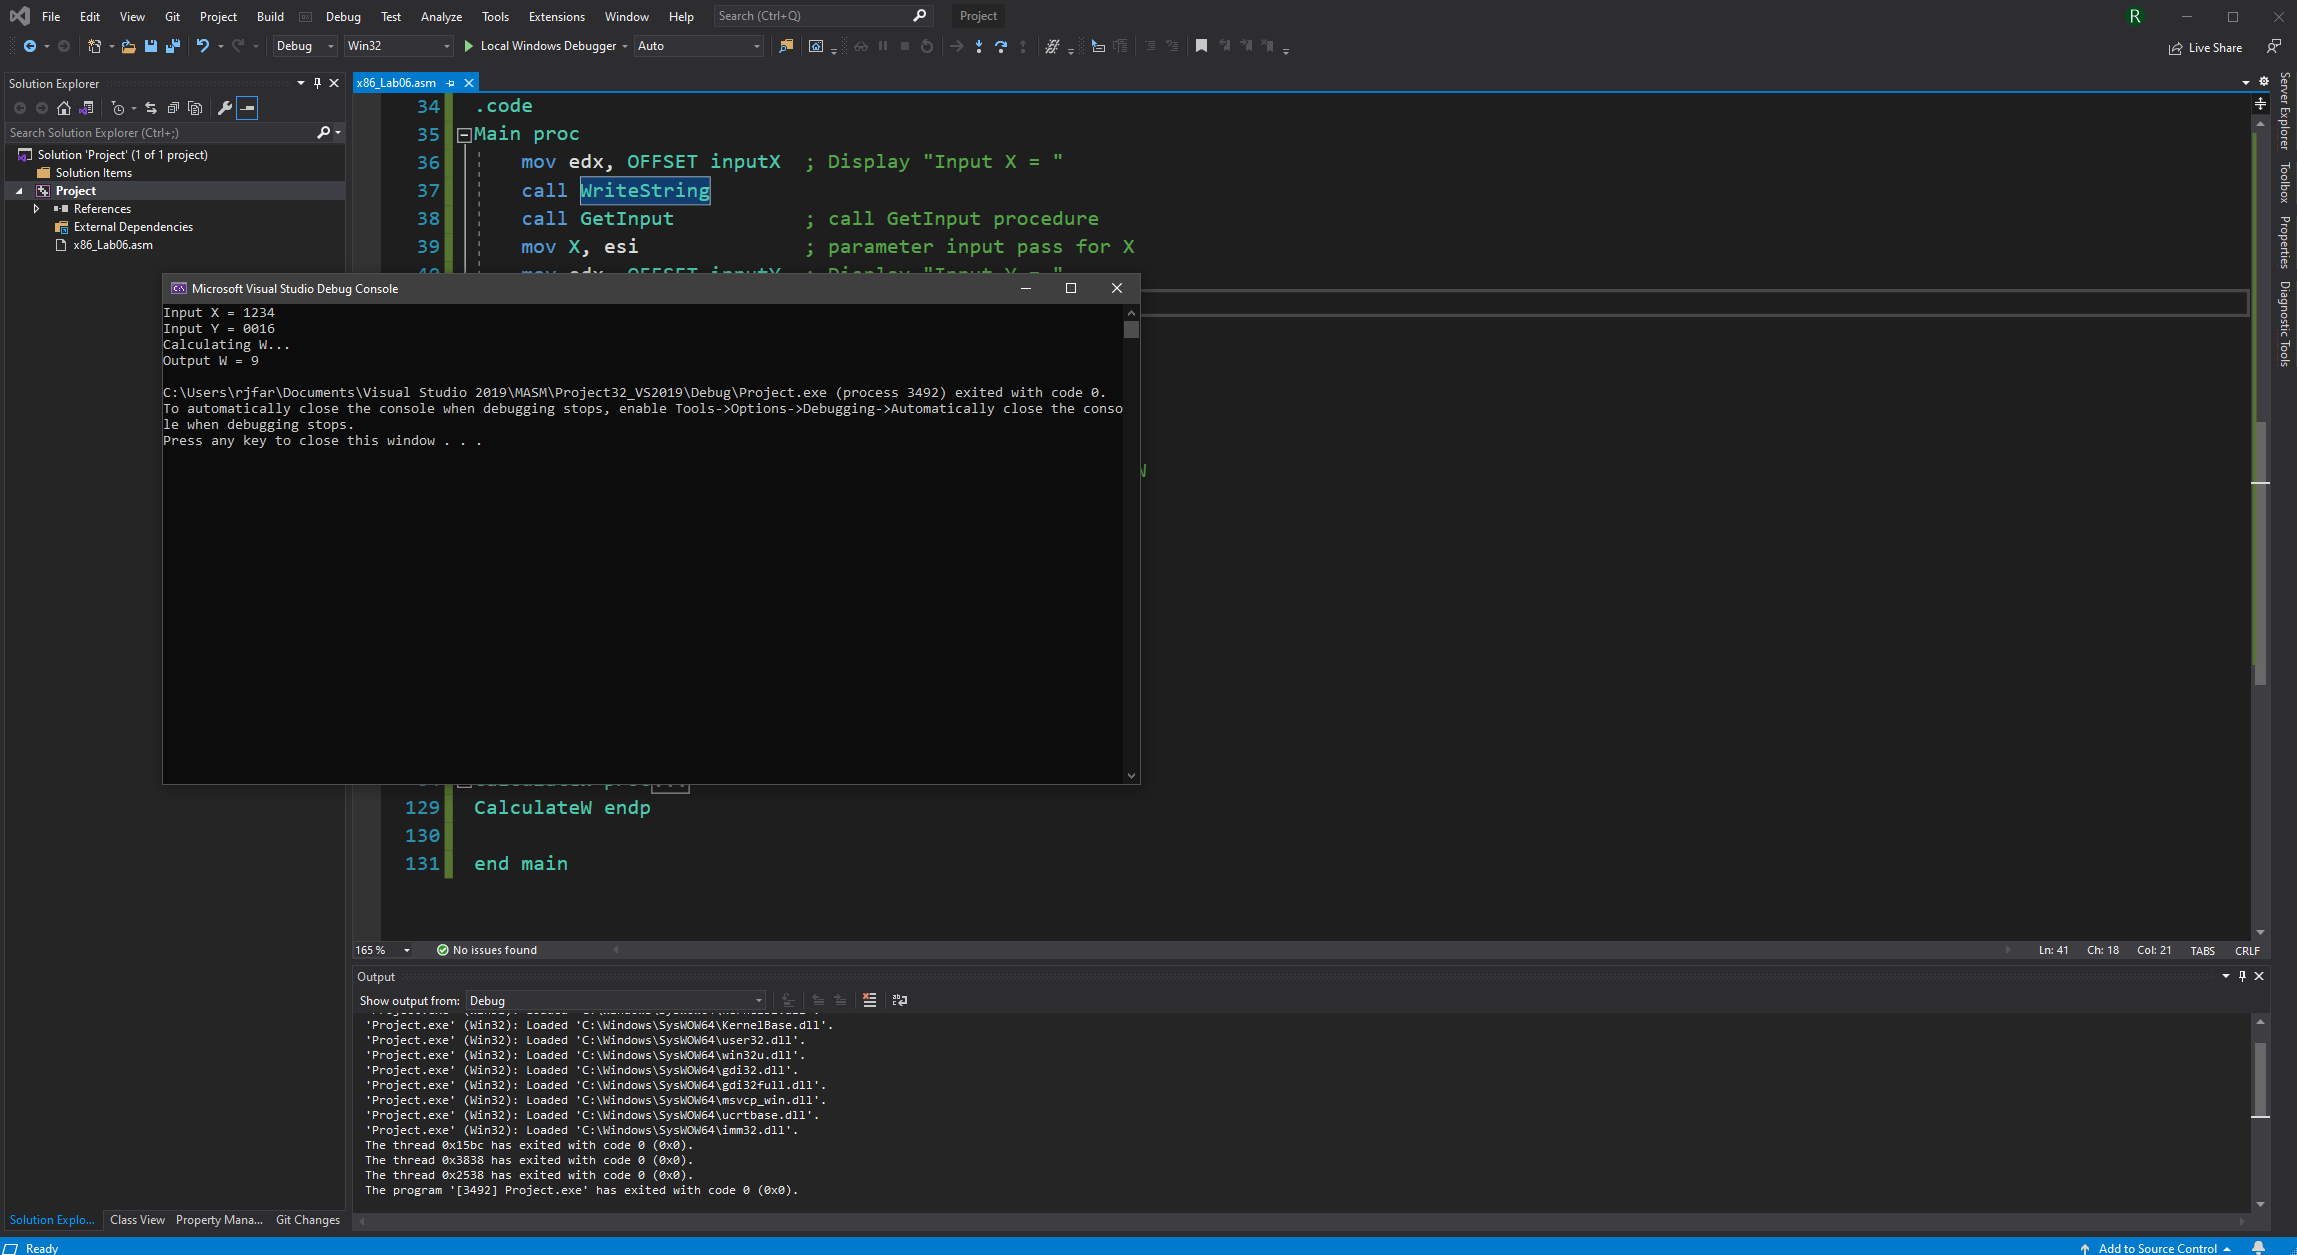 File Edit View Git Project Build Debug Test Analyze Tools Extensions Window Help Search (Ctrl+Q) Project R
Debug Win32 Local Windows Debugger Auto Live Share
Solution Explorer
Search Solution Explorer (Ctrl+;)
Solution 'Project' (1 of 1 project)
Solution Items
Project
References
External Dependencies
x86_Lab06.asm
x86_Lab06.asm
34 .code
35 Main proc
36 mov edx, OFFSET inputX ; Display "Input X = "
37 call WriteString
38 call GetInput ; call GetInput procedure
39 mov X, esi ; parameter input pass for X
Microsoft Visual Studio Debug Console
Input X = 1234
Input Y = 0016
Calculating W...
Output W = 9
C:\Users\rjfar\Documents\Visual Studio 2019\MASM\Project32_VS2019\Debug\Project.exe (process 3492) exited with code 0.
To automatically close the console when debugging stops, enable Tools->Options->Debugging->Automatically close the conso
le when debugging stops.
Press any key to close this window . . .
W
129 CalculateW endp
130
131 end main
165 % No issues found Ln: 41 Ch: 18 Col: 21 TABS CRLF
Output
Show output from: Debug
'Project.exe' (Win32): Loaded 'C:\Windows\SysWOW64\KernelBase.dll'.
'Project.exe' (Win32): Loaded 'C:\Windows\SysWOW64\user32.dll'.
'Project.exe' (Win32): Loaded 'C:\Windows\SysWOW64\win32u.dll'.
'Project.exe' (Win32): Loaded 'C:\Windows\SysWOW64\gdi32.dll'.
'Project.exe' (Win32): Loaded 'C:\Windows\SysWOW64\gdi32full.dll'.
'Project.exe' (Win32): Loaded 'C:\Windows\SysWOW64\msvcp_win.dll'.
'Project.exe' (Win32): Loaded 'C:\Windows\SysWOW64\ucrtbase.dll'.
'Project.exe' (Win32): Loaded 'C:\Windows\SysWOW64\imm32.dll'.
The thread 0x15bc has exited with code 0 (0x0).
The thread 0x3838 has exited with code 0 (0x0).
The thread 0x2538 has exited with code 0 (0x0).
The program '[3492] Project.exe' has exited with code 0 (0x0).
Solution Explo... Class View Property Mana... Git Changes
Ready Add to Source Control
Server Explorer
Toolbox
Properties
Diagnostic Tools